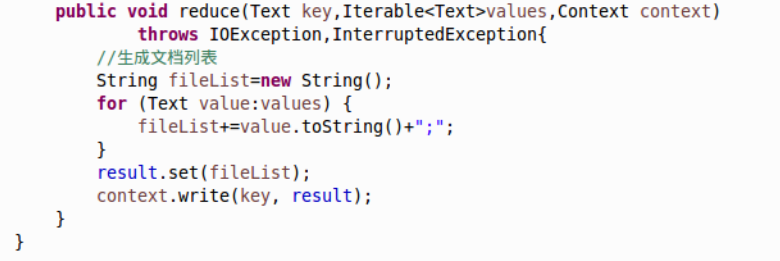 public void reduce(Text key,Iterable<Text>values,Context context)
throws IOException,InterruptedException{
//生成文档列表
String fileList=new String();
for (Text value:values) {
fileList+=value.toString()+";";
}
result.set(fileList);
context.write(key, result);
}
}